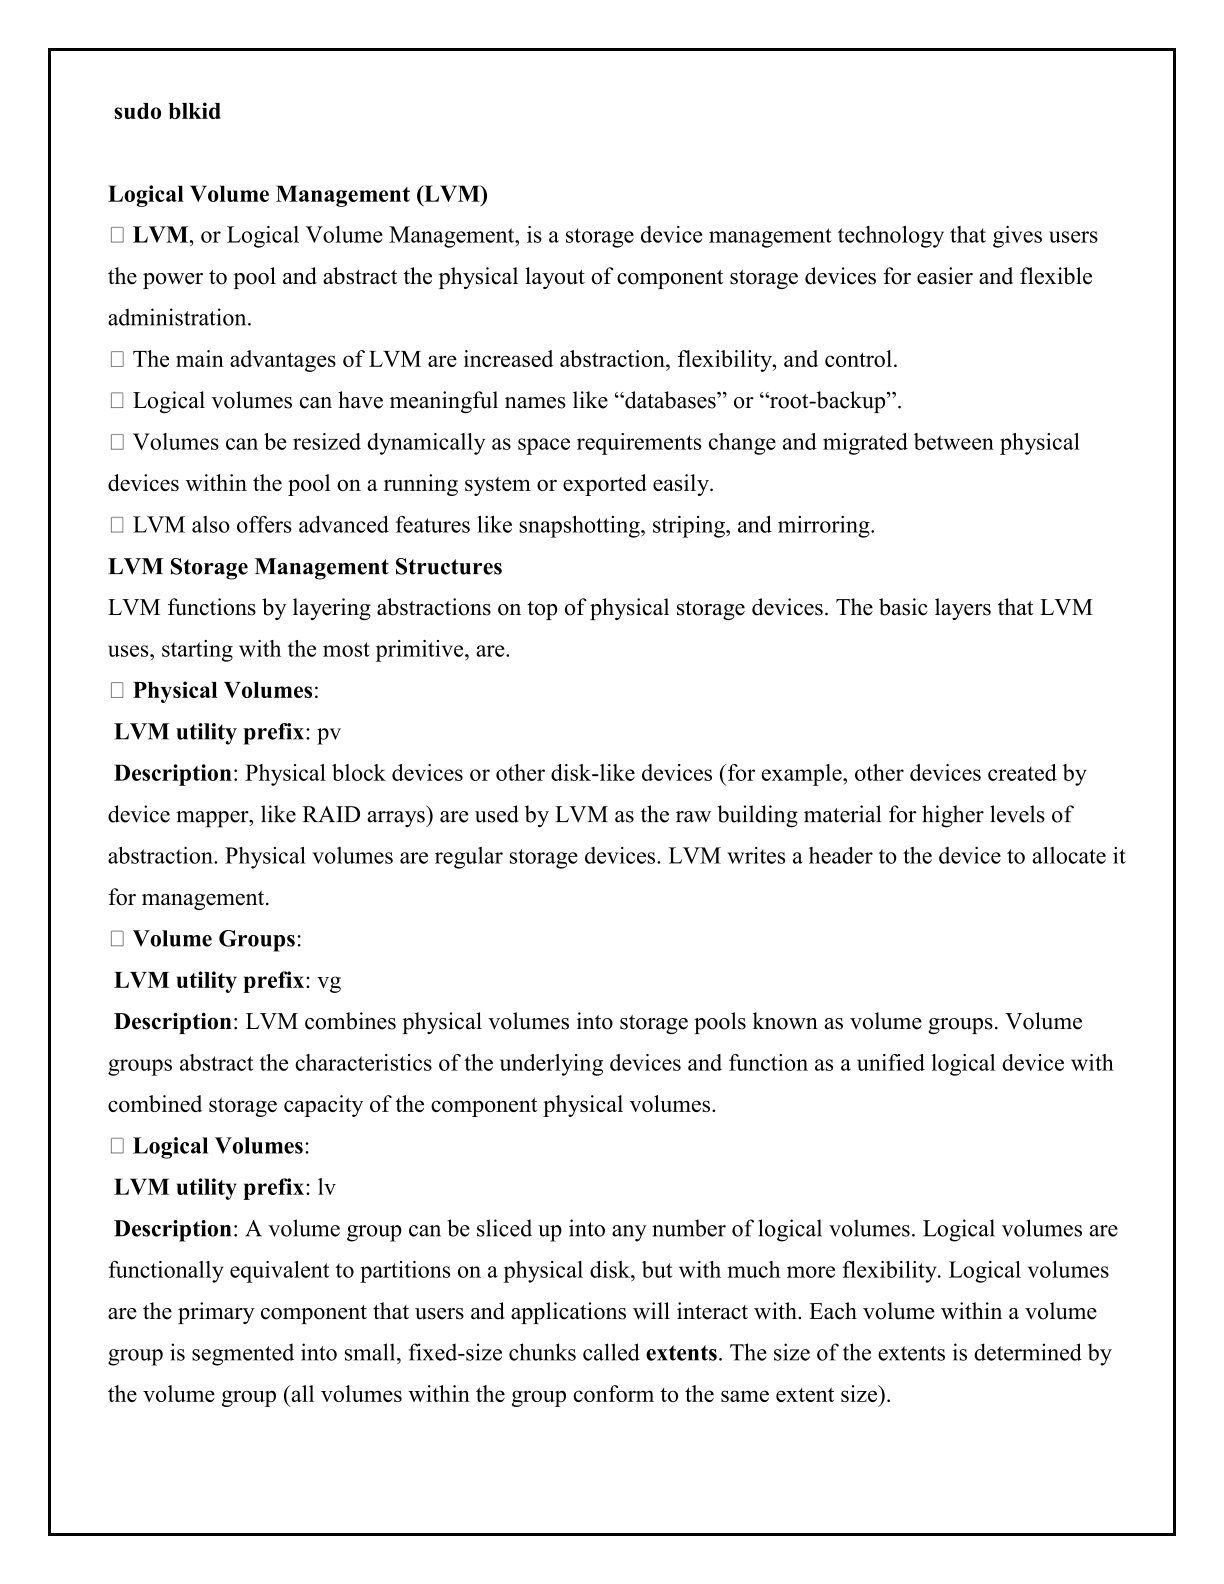 sudo blkid
Logical Volume Management (LVM)
□ LVM, or Logical Volume Management, is a storage device management technology that gives users
the power to pool and abstract the physical layout of component storage devices for easier and flexible
administration.
□ The main advantages of LVM are increased abstraction, flexibility, and control.
□ Logical volumes can have meaningful names like “databases” or “root-backup”.
□ Volumes can be resized dynamically as space requirements change and migrated between physical
devices within the pool on a running system or exported easily.
□ LVM also offers advanced features like snapshotting, striping, and mirroring.
LVM Storage Management Structures
LVM functions by layering abstractions on top of physical storage devices. The basic layers that LVM
uses, starting with the most primitive, are.
□ Physical Volumes:
LVM utility prefix: pv
Description: Physical block devices or other disk-like devices (for example, other devices created by
device mapper, like RAID arrays) are used by LVM as the raw building material for higher levels of
abstraction. Physical volumes are regular storage devices. LVM writes a header to the device to allocate it
for management.
□ Volume Groups:
LVM utility prefix: vg
Description: LVM combines physical volumes into storage pools known as volume groups. Volume
groups abstract the characteristics of the underlying devices and function as a unified logical device with
combined storage capacity of the component physical volumes.
□ Logical Volumes:
LVM utility prefix: lv
Description: A volume group can be sliced up into any number of logical volumes. Logical volumes are
functionally equivalent to partitions on a physical disk, but with much more flexibility. Logical volumes
are the primary component that users and applications will interact with. Each volume within a volume
group is segmented into small, fixed-size chunks called extents. The size of the extents is determined by
the volume group (all volumes within the group conform to the same extent size).